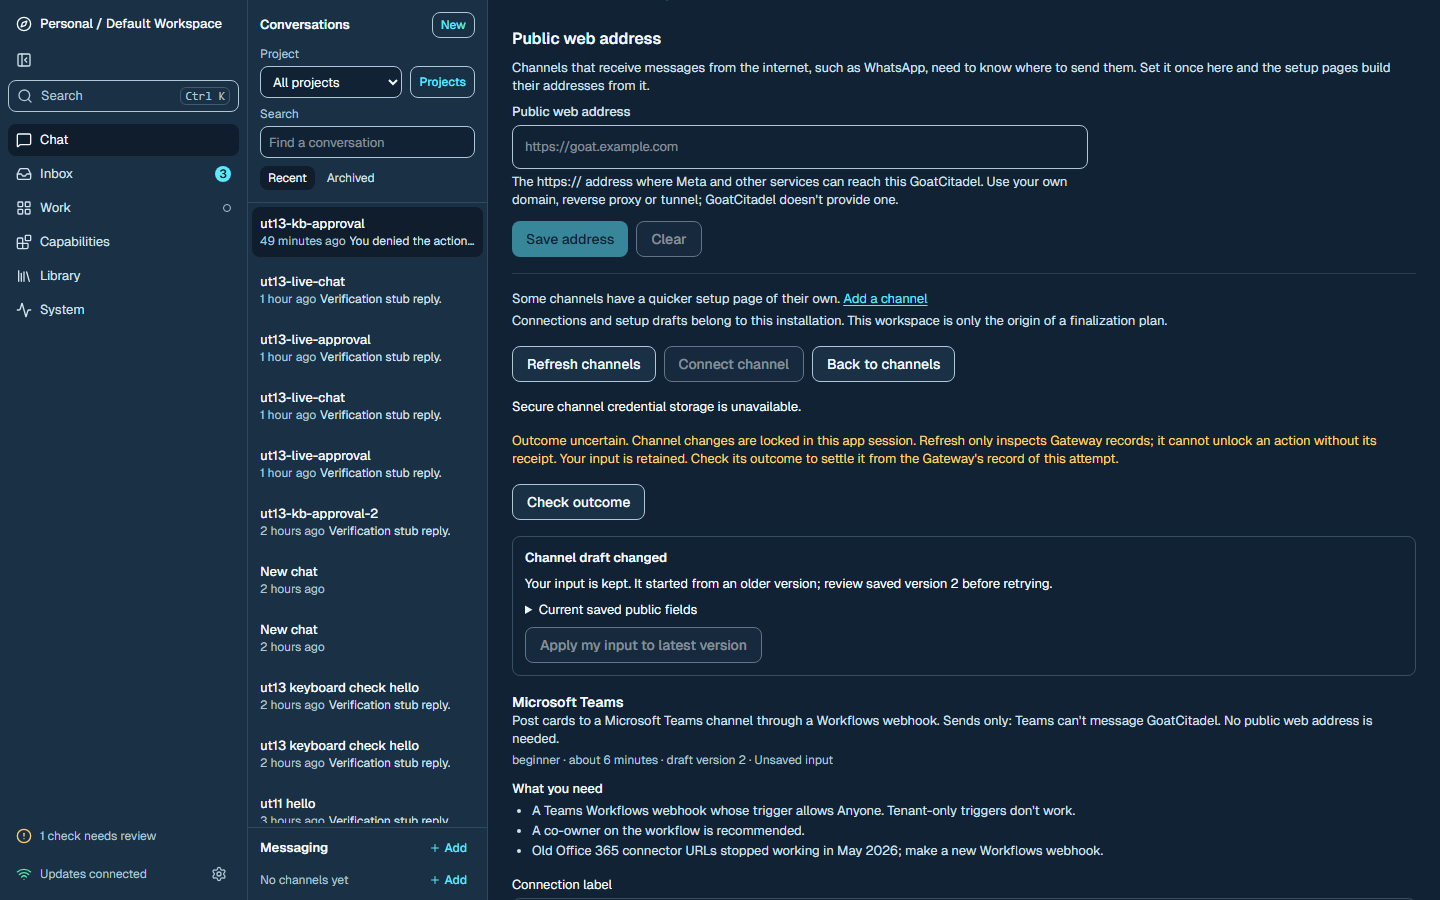 Personal / Default Workspace
Search
Ctrl K
Chat
Inbox
3
Work
Capabilities
Library
System
1 check needs review
Updates connected
Conversations
New
Project
All projects
Projects
Search
Find a conversation
Recent
Archived
ut13-kb-approval
49 minutes ago You denied the action...
ut13-live-chat
1 hour ago Verification stub reply.
ut13-live-approval
1 hour ago Verification stub reply.
ut13-live-chat
1 hour ago Verification stub reply.
ut13-live-approval
1 hour ago Verification stub reply.
ut13-kb-approval-2
2 hours ago Verification stub reply.
New chat
2 hours ago
New chat
2 hours ago
ut13 keyboard check hello
2 hours ago Verification stub reply.
ut13 keyboard check hello
2 hours ago Verification stub reply.
ut11 hello
3 hours ago Verification stub reply.
Messaging
+ Add
No channels yet
+ Add
Public web address
Channels that receive messages from the internet, such as WhatsApp, need to know where to send them. Set it once here and the setup pages build
their addresses from it.
Public web address
https://goat.example.com
The https:// address where Meta and other services can reach this GoatCitadel. Use your own
domain, reverse proxy or tunnel; GoatCitadel doesn't provide one.
Save address
Clear
Some channels have a quicker setup page of their own. Add a channel
Connections and setup drafts belong to this installation. This workspace is only the origin of a finalization plan.
Refresh channels
Connect channel
Back to channels
Secure channel credential storage is unavailable.
Outcome uncertain. Channel changes are locked in this app session. Refresh only inspects Gateway records; it cannot unlock an action without its
receipt. Your input is retained. Check its outcome to settle it from the Gateway's record of this attempt.
Check outcome
Channel draft changed
Your input is kept. It started from an older version; review saved version 2 before retrying.
Current saved public fields
Apply my input to latest version
Microsoft Teams
Post cards to a Microsoft Teams channel through a Workflows webhook. Sends only: Teams can't message GoatCitadel. No public web address is
needed.
beginner · about 6 minutes · draft version 2 · Unsaved input
What you need
• A Teams Workflows webhook whose trigger allows Anyone. Tenant-only triggers don't work.
• A co-owner on the workflow is recommended.
• Old Office 365 connector URLs stopped working in May 2026; make a new Workflows webhook.
Connection label